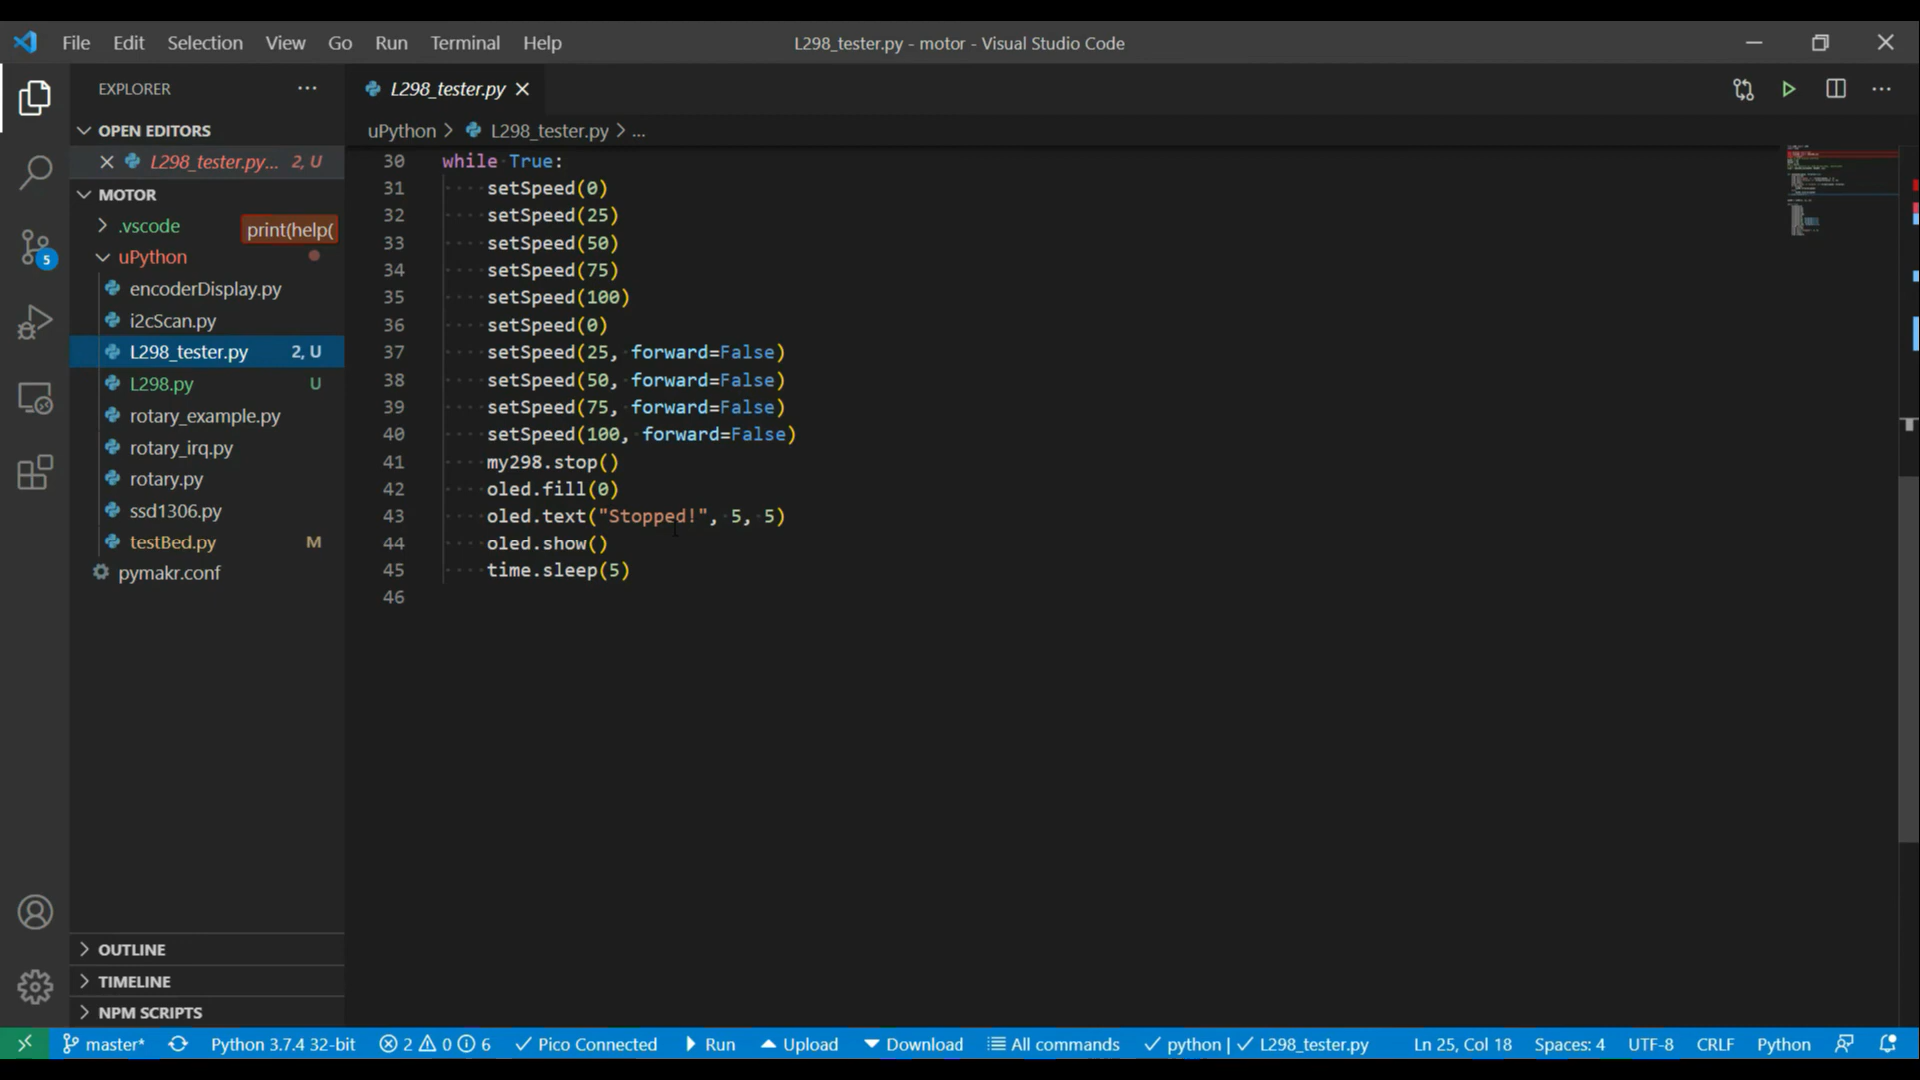 File Edit Selection View Go Run Terminal Help
L298_tester.py - motor - Visual Studio Code
EXPLORER
OPEN EDITORS
L298_tester.py... 2, U
MOTOR
.vscode
print(help(
uPython
encoderDisplay.py
i2cScan.py
L298_tester.py 2, U
L298.py U
rotary_example.py
rotary_irq.py
rotary.py
ssd1306.py
testBed.py M
pymakr.conf
OUTLINE
TIMELINE
NPM SCRIPTS
5
L298_tester.py
uPython > L298_tester.py > ...
30 while True:
31 setSpeed(0)
32 setSpeed(25)
33 setSpeed(50)
34 setSpeed(75)
35 setSpeed(100)
36 setSpeed(0)
37 setSpeed(25, forward=False)
38 setSpeed(50, forward=False)
39 setSpeed(75, forward=False)
40 setSpeed(100, forward=False)
41 my298.stop()
42 oled.fill(0)
43 oled.text("Stopped!", 5, 5)
44 oled.show()
45 time.sleep(5)
46
master* Python 3.7.4 32-bit 2 0 6 Pico Connected Run Upload Download All commands python | L298_tester.py Ln 25, Col 18 Spaces: 4 UTF-8 CRLF Python